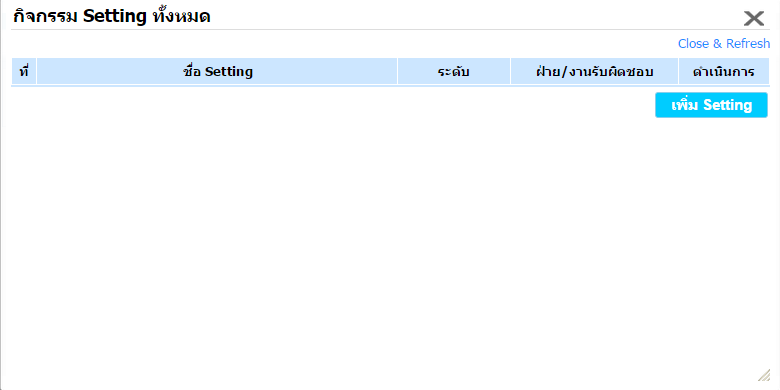 กิจกรรม Setting ทั้งหมด
Close & Refresh
ที่ ชื่อ Setting ระดับ ฝ่าย/งานรับผิดชอบ ดำเนินการ
เพิ่ม Setting